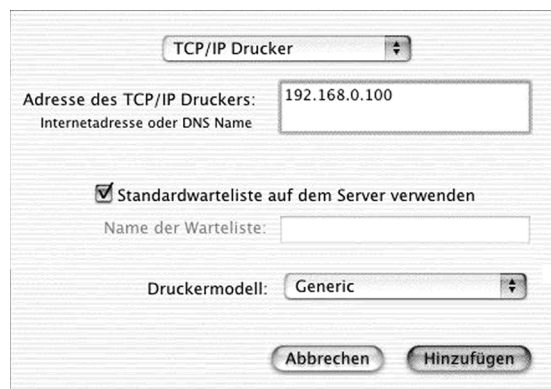 TCP/IP Drucker
Adresse des TCP/IP Druckers: 192.168.0.100
Internetadresse oder DNS Name
Standardwarteliste auf dem Server verwenden
Name der Warteliste:
Druckermodell: Generic
Abbrechen Hinzufügen